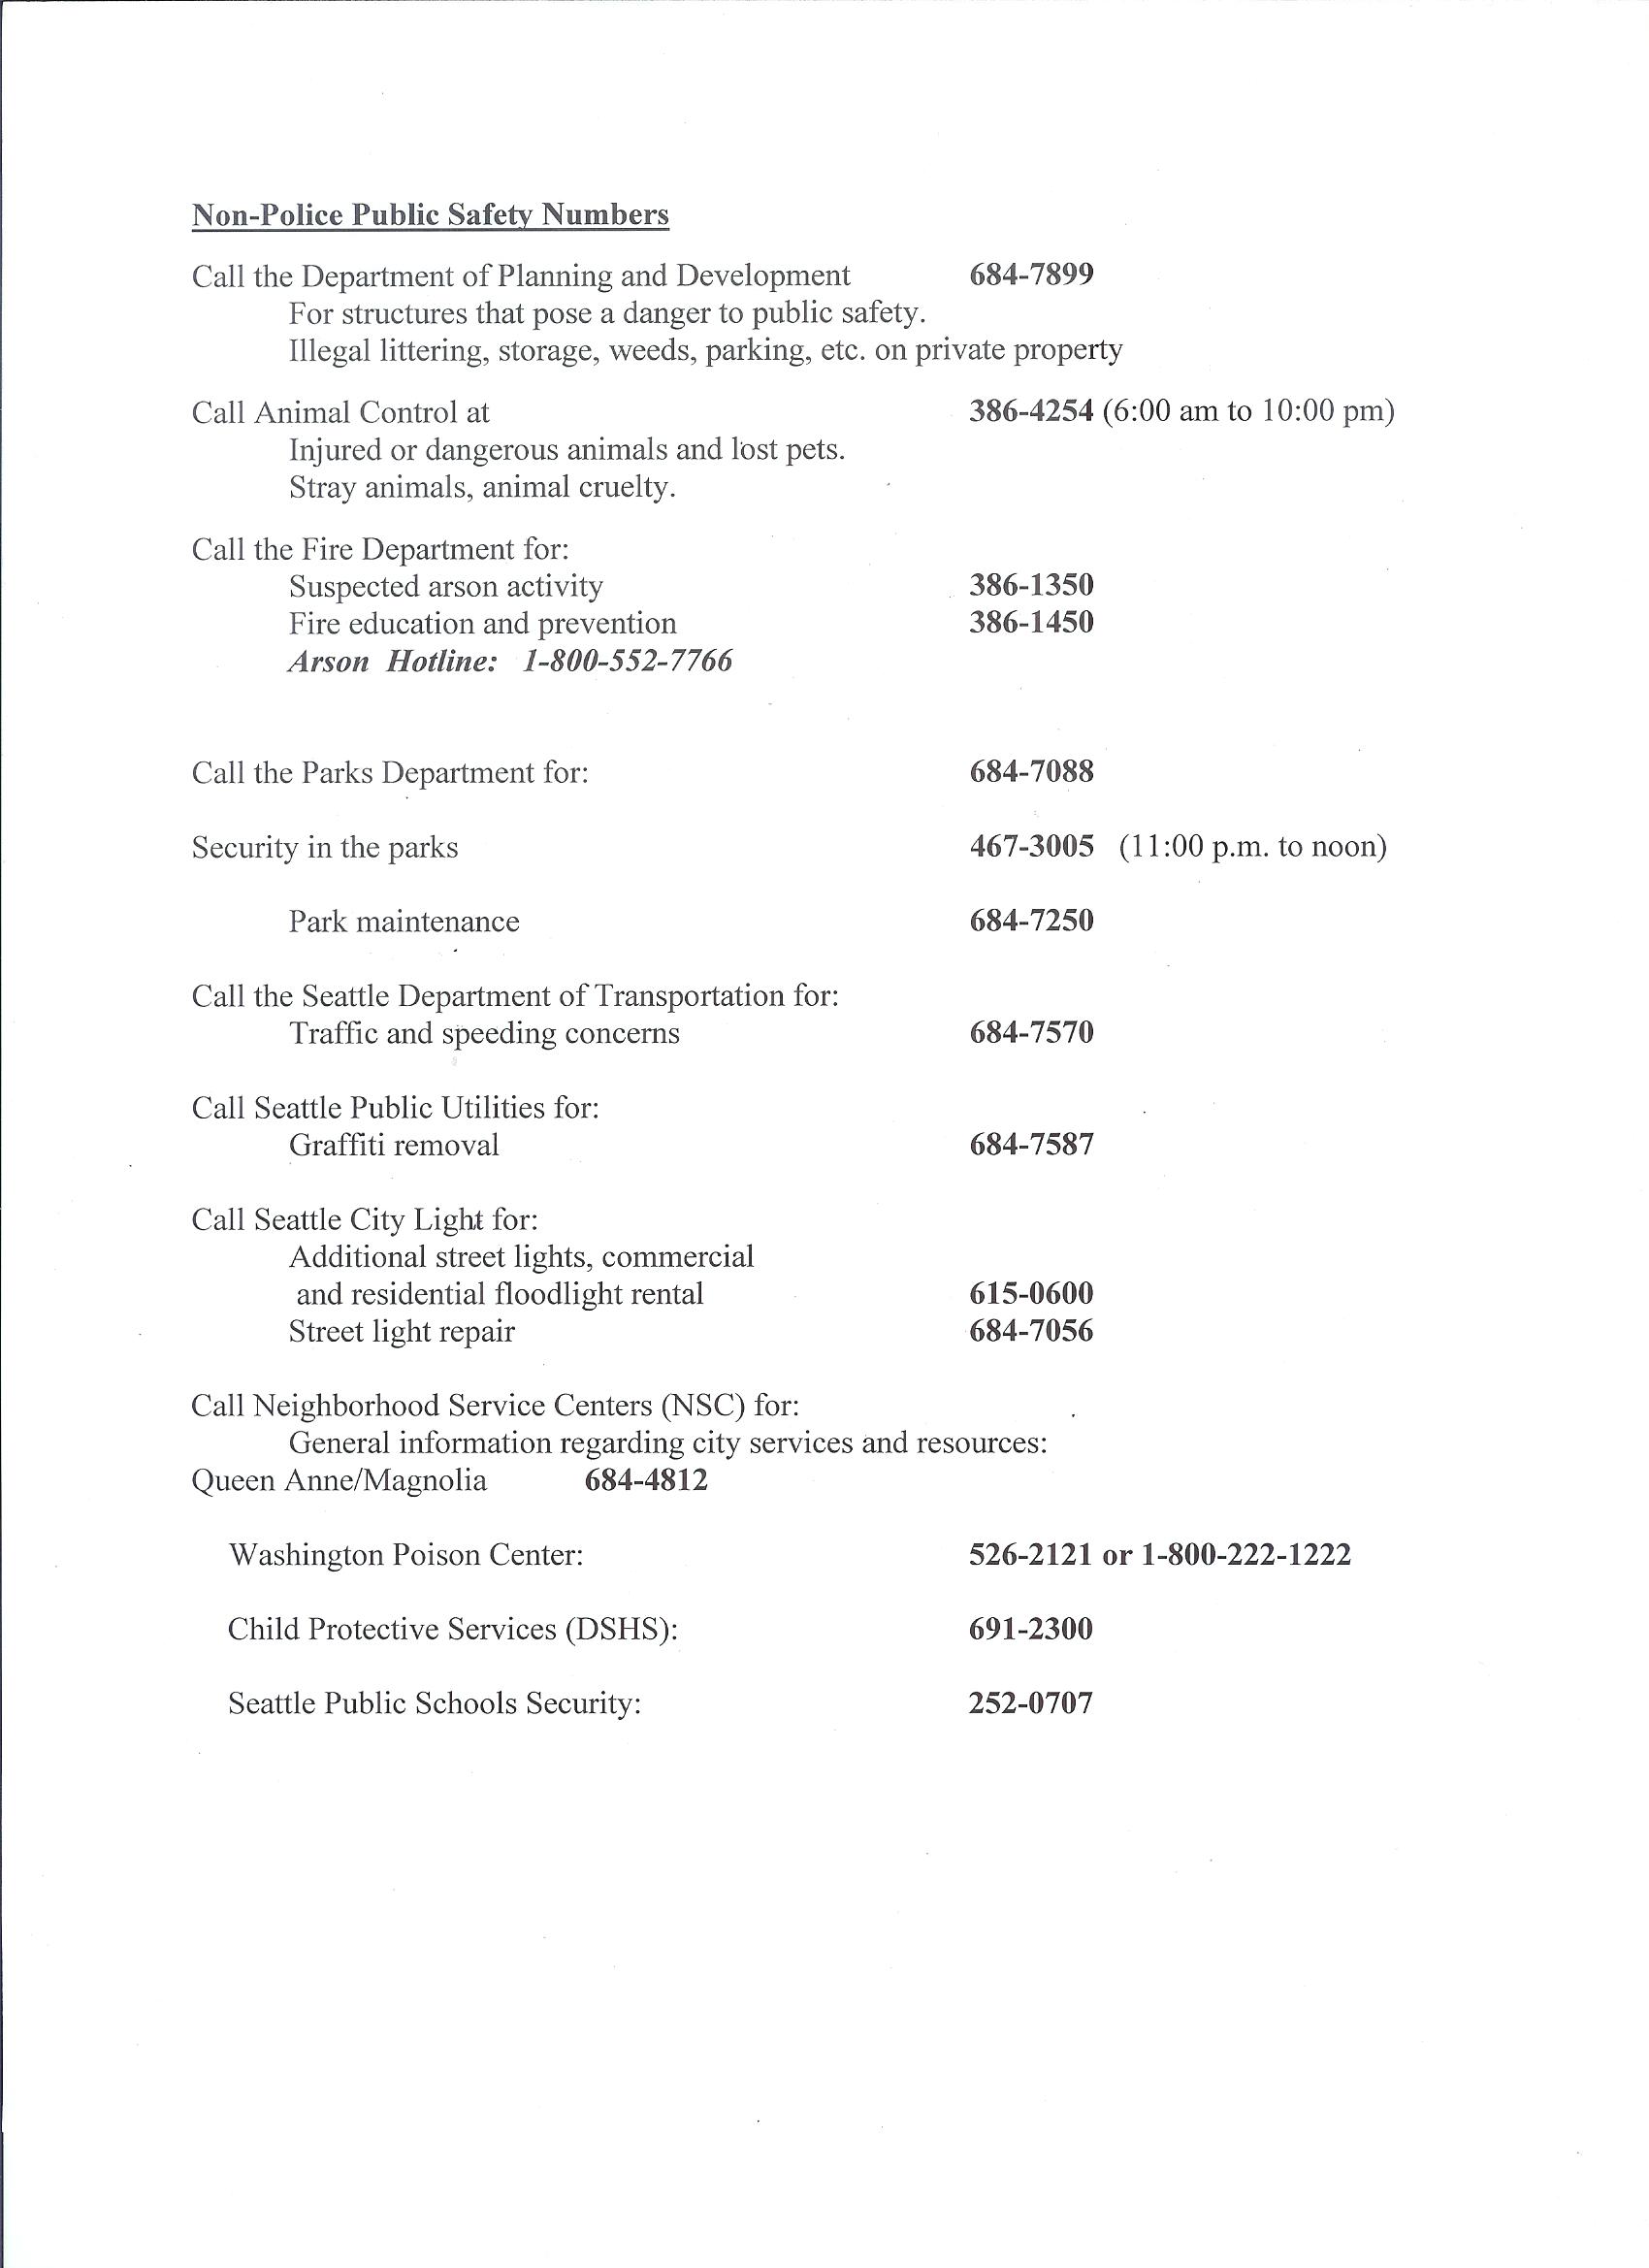 Non-Police Public Safety Numbers
Call the Department of Planning and Development 684-7899
For structures that pose a danger to public safety.
Illegal littering, storage, weeds, parking, etc. on private property
Call Animal Control at 386-4254 (6:00 am to 10:00 pm)
Injured or dangerous animals and lost pets.
Stray animals, animal cruelty.
Call the Fire Department for:
Suspected arson activity 386-1350
Fire education and prevention 386-1450
Arson Hotline: 1-800-552-7766
Call the Parks Department for: 684-7088
Security in the parks 467-3005 (11:00 p.m. to noon)
Park maintenance 684-7250
Call the Seattle Department of Transportation for:
Traffic and speeding concerns 684-7570
Call Seattle Public Utilities for:
Graffiti removal 684-7587
Call Seattle City Light for:
Additional street lights, commercial
and residential floodlight rental 615-0600
Street light repair 684-7056
Call Neighborhood Service Centers (NSC) for:
General information regarding city services and resources:
Queen Anne/Magnolia 684-4812
Washington Poison Center: 526-2121 or 1-800-222-1222
Child Protective Services (DSHS): 691-2300
Seattle Public Schools Security: 252-0707